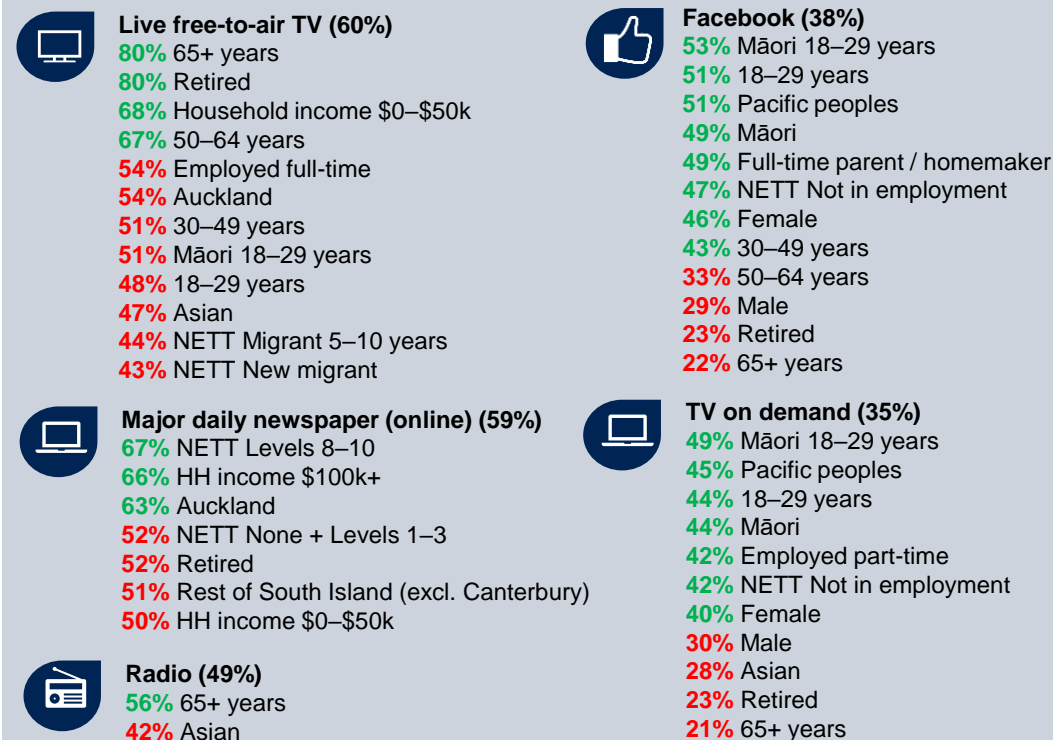 Live free-to-air TV (60%)
80% 65+ years
80% Retired
68% Household income $0–$50k
67% 50–64 years
54% Employed full-time
54% Auckland
51% 30–49 years
51% Māori 18–29 years
48% 18–29 years
47% Asian
44% NETT Migrant 5–10 years
43% NETT New migrant
Major daily newspaper (online) (59%)
67% NETT Levels 8–10
66% HH income $100k+
63% Auckland
52% NETT None + Levels 1–3
52% Retired
51% Rest of South Island (excl. Canterbury)
50% HH income $0–$50k
Radio (49%)
56% 65+ years
42% Asian
Facebook (38%)
53% Māori 18–29 years
51% 18–29 years
51% Pacific peoples
49% Māori
49% Full-time parent / homemaker
47% NETT Not in employment
46% Female
43% 30–49 years
33% 50–64 years
29% Male
23% Retired
22% 65+ years
TV on demand (35%)
49% Māori 18–29 years
45% Pacific peoples
44% 18–29 years
44% Māori
42% Employed part-time
42% NETT Not in employment
40% Female
30% Male
28% Asian
23% Retired
21% 65+ years